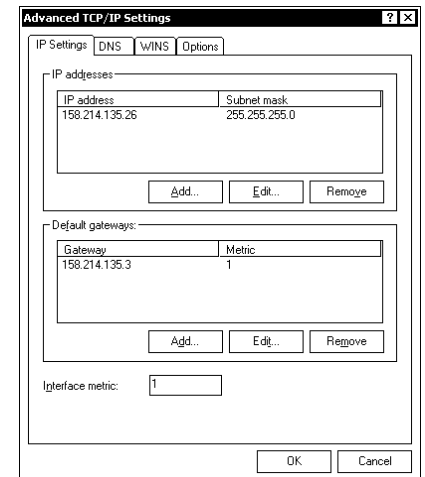 Advanced TCP/IP Settings ? X
IP Settings DNS WINS Options
IP addresses
IP address Subnet mask
158.214.135.26 255.255.255.0
Add... Edit... Remove
Default gateways:
Gateway Metric
158.214.135.3 1
Add... Edit... Remove
Interface metric: 1
OK Cancel